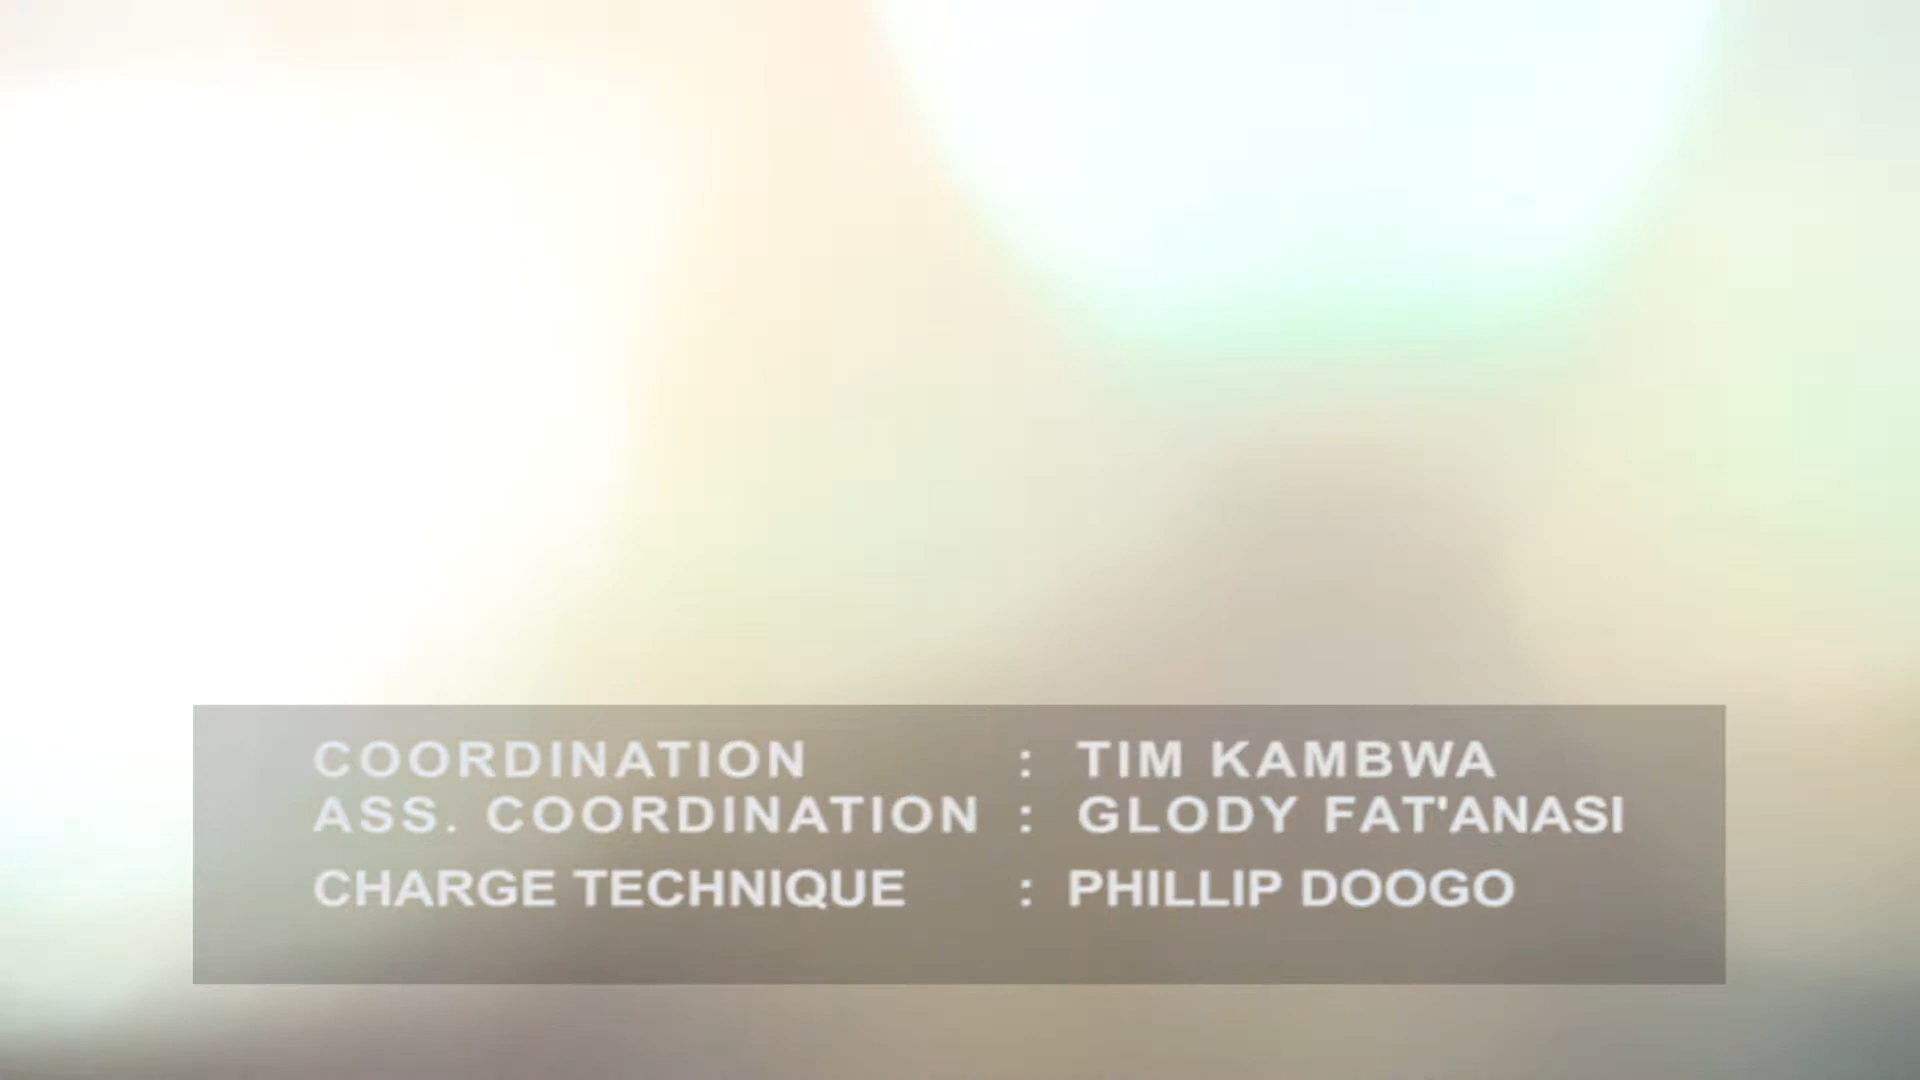 COORDINATION : TIM KAMBWA
ASS. COORDINATION : GLODY FAT'ANASI
CHARGE TECHNIQUE : PHILLIP DOOGO